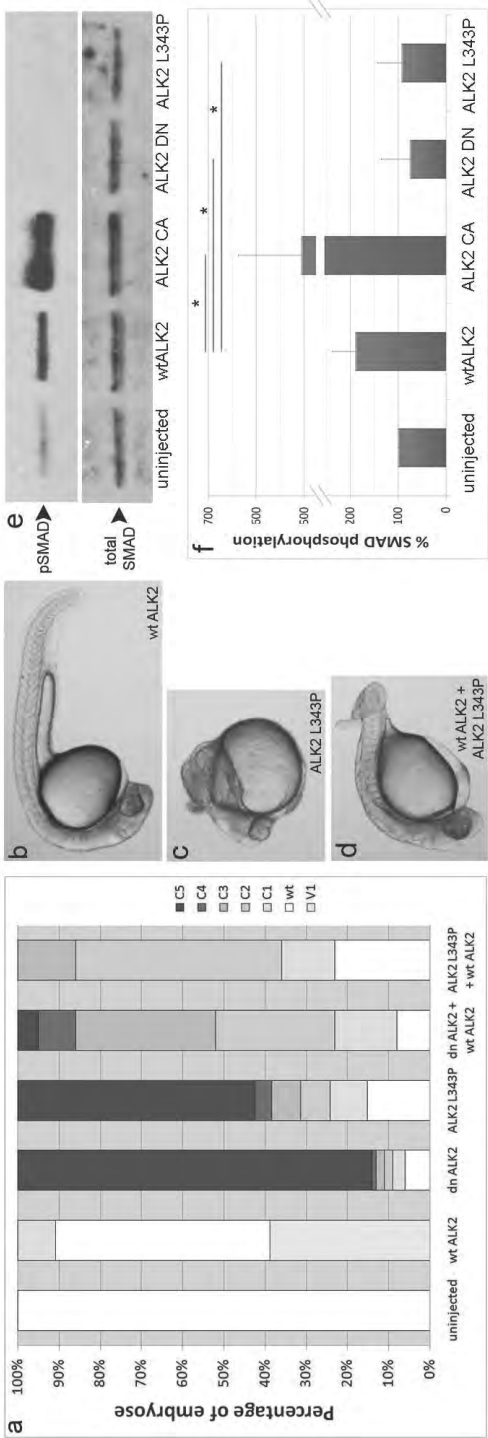 a
Percentage of embryose
100%
90%
80%
70%
60%
50%
40%
30%
20%
10%
0%
uninjected
wt ALK2
dn ALK2
ALK2 L343P
dn ALK2 +
wt ALK2
ALK2 L343P
+ wt ALK2
C5
C4
C3
C2
C1
wt
V1
b
wt ALK2
c
ALK2 L343P
d
wt ALK2 +
ALK2 L343P
e
pSMAD
total
SMAD
uninjected
wtALK2
ALK2 CA
ALK2 DN
ALK2 L343P
f
% SMAD phosphorylation
700
500
300
200
100
0
*
*
*
uninjected
wtALK2
ALK2 CA
ALK2 DN
ALK2 L343P